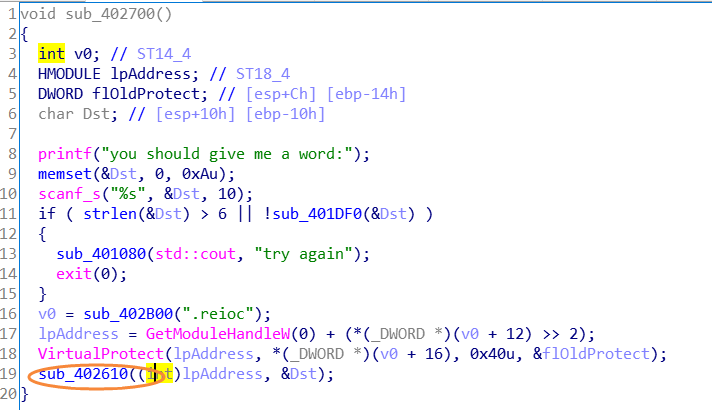 1 void sub_402700()
2 {
3 int v0; // ST14_4
4 HMODULE lpAddress; // ST18_4
5 DWORD flOldProtect; // [esp+Ch] [ebp-14h]
6 char Dst; // [esp+10h] [ebp-10h]
7
8 printf("you should give me a word:");
9 memset(&Dst, 0, 0xAu);
10 scanf_s("%s", &Dst, 10);
11 if ( strlen(&Dst) > 6 || !sub_401DF0(&Dst) )
12 {
13 sub_401080(std::cout, "try again");
14 exit(0);
15 }
16 v0 = sub_402B00(".reioc");
17 lpAddress = GetModuleHandleW(0) + (*(_DWORD *)(v0 + 12) >> 2);
18 VirtualProtect(lpAddress, *(_DWORD *)(v0 + 16), 0x40u, &flOldProtect);
19 sub_402610((int)lpAddress, &Dst);
20 }